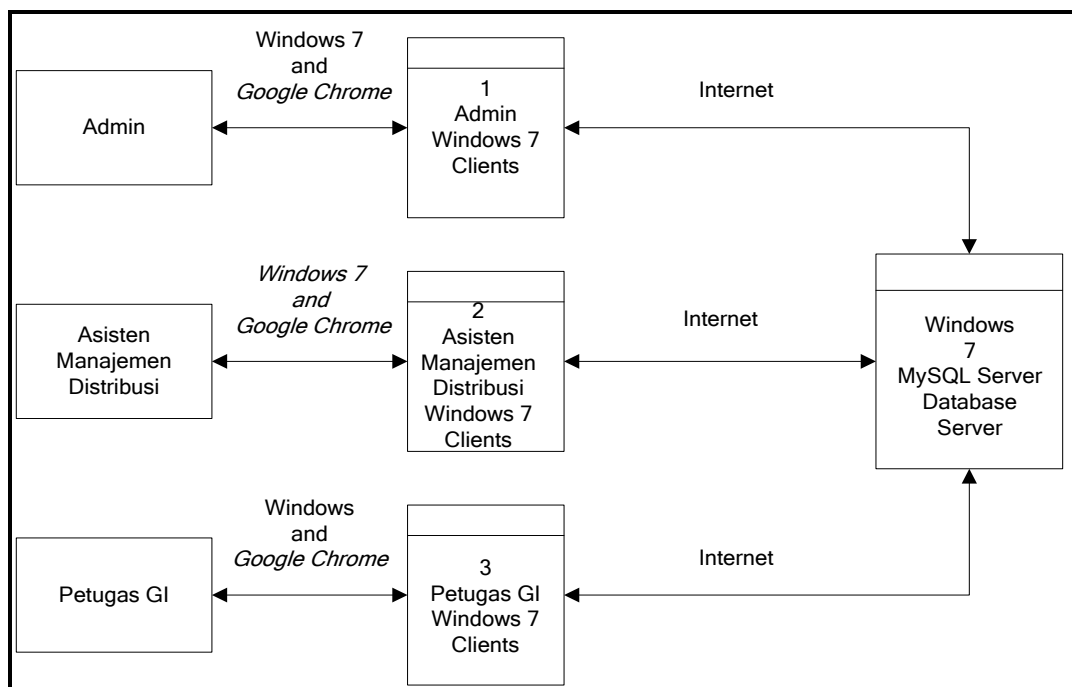 Admin
Windows 7
and
Google Chrome
1
Admin
Windows 7
Clients
Internet
Asisten
Manajemen
Distribusi
Windows 7
and
Google Chrome
2
Asisten
Manajemen
Distribusi
Windows 7
Clients
Internet
Windows
7
MySQL Server
Database
Server
Petugas GI
Windows
and
Google Chrome
3
Petugas GI
Windows 7
Clients
Internet